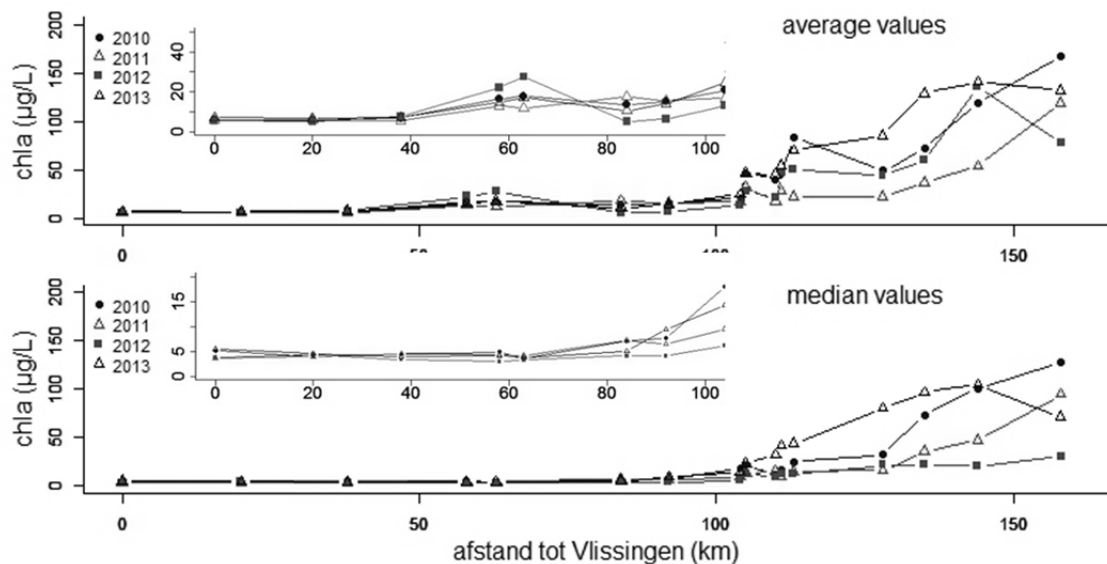 average values
chla (µg/L)
200
150
100
50
0
2010
2011
2012
2013
40
20
0
0 20 40 60 80 100
0 50 100 150
median values
chla (µg/L)
200
150
100
50
0
2010
2011
2012
2013
15
5
0
0 20 40 60 80 100
0 50 100 150
afstand tot Vlissingen (km)